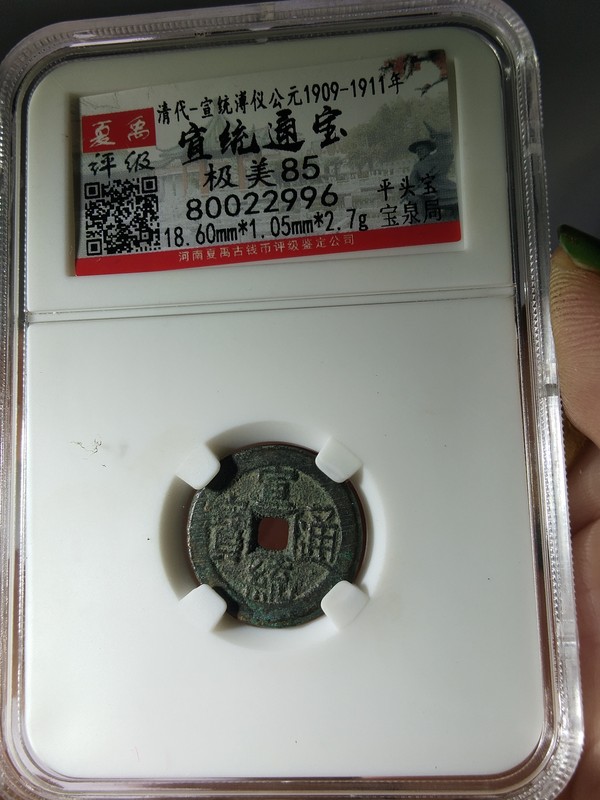 清代-宣统溥仪公元1909-1911年
夏禹
评级
宣统通宝
极美85
80022996
平头宝
宝泉局
18.60mm*1.05mm*2.7g
河南夏禹古钱币评级鉴定公司
宣
寶 通
統